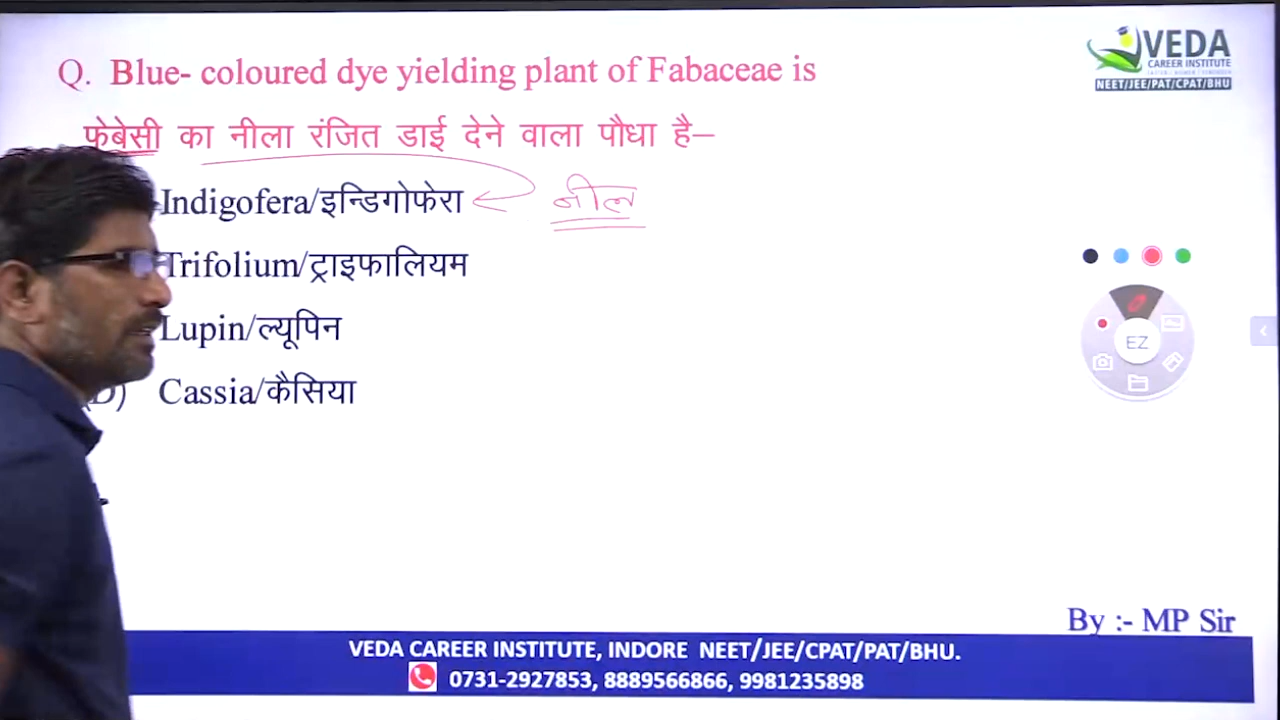 VEDA
CAREER INSTITUTE
NEET/JEE/PAT/CPAT/BHU
Q. Blue- coloured dye yielding plant of Fabaceae is
फेबेसी का नीला रंजित डाई देने वाला पौधा है–
Indigofera/इन्डिगोफेरा
नील
Trifolium/ट्राइफालियम
Lupin/ल्यूपिन
(D) Cassia/कैसिया
EZ
By :- MP Sir
VEDA CAREER INSTITUTE, INDORE NEET/JEE/CPAT/PAT/BHU.
0731-2927853, 8889566866, 9981235898